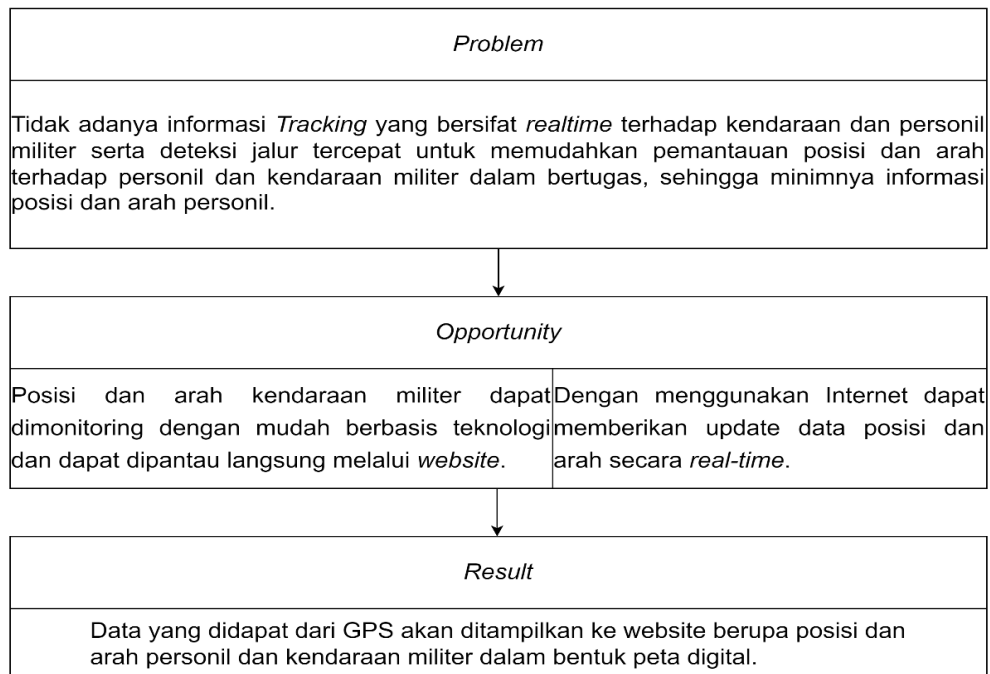 Problem
Tidak adanya informasi Tracking yang bersifat realtime terhadap kendaraan dan personil
militer serta deteksi jalur tercepat untuk memudahkan pemantauan posisi dan arah
terhadap personil dan kendaraan militer dalam bertugas, sehingga minimnya informasi
posisi dan arah personil.
Opportunity
Posisi dan arah kendaraan militer dapat
dimonitoring dengan mudah berbasis teknologi
dan dapat dipantau langsung melalui website.
Dengan menggunakan Internet dapat
memberikan update data posisi dan
arah secara real-time.
Result
Data yang didapat dari GPS akan ditampilkan ke website berupa posisi dan
arah personil dan kendaraan militer dalam bentuk peta digital.